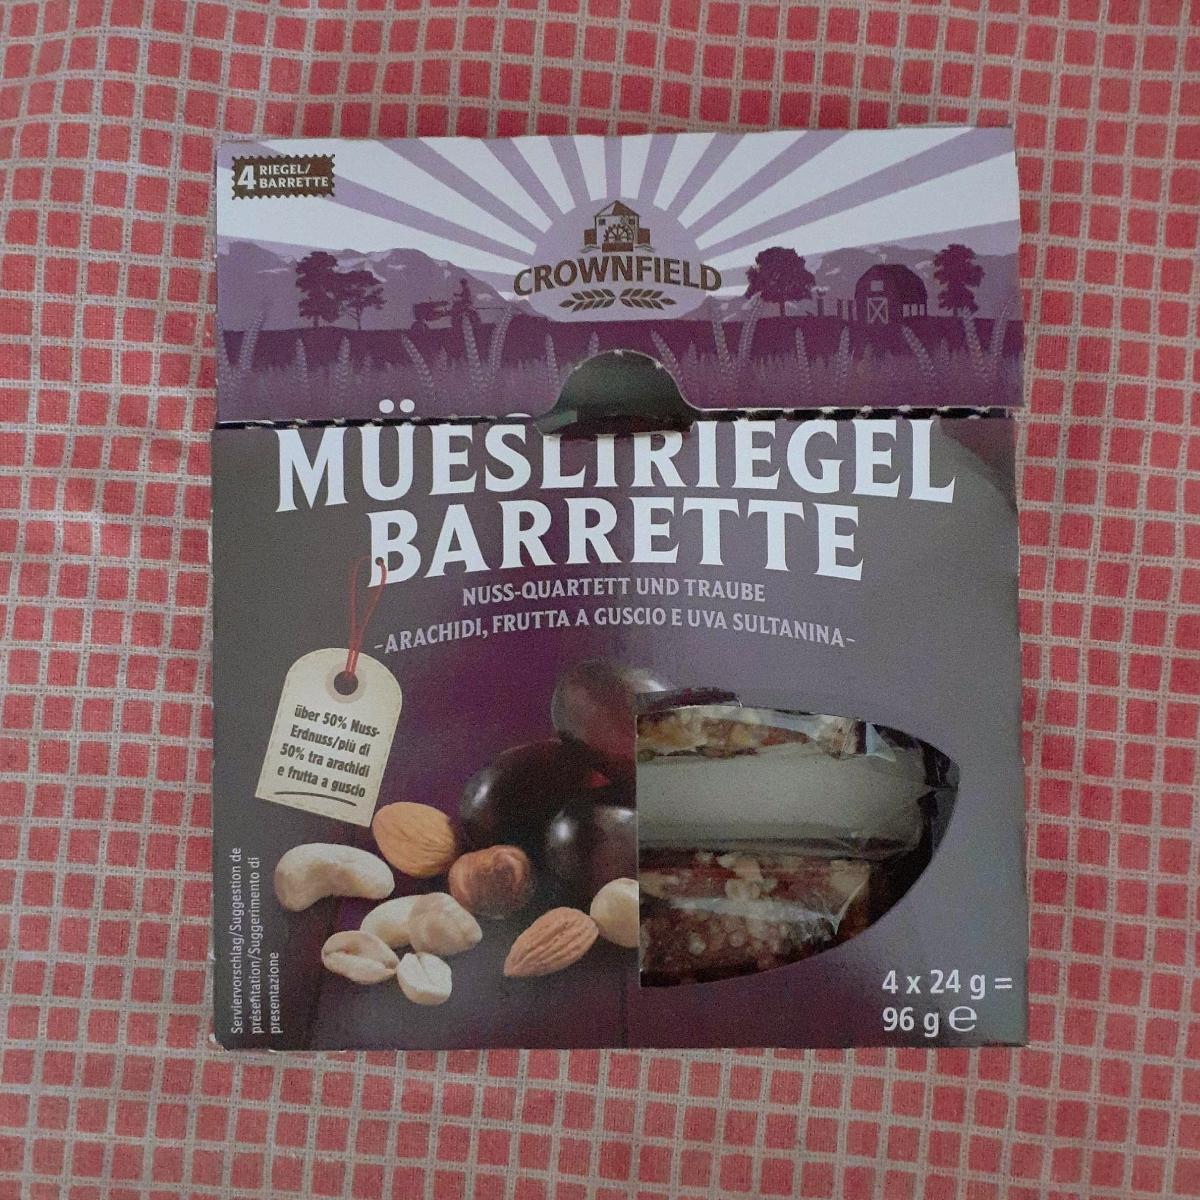 4 RIEGEL/
BARRETTE
CROWNFIELD
MÜESLIRIEGEL
BARRETTE
NUSS-QUARTETT UND TRAUBE
-ARACHIDI, FRUTTA A GUSCIO E UVA SULTANINA-
über 50% Nuss-
Erdnuss/più di
50% tra arachidi
e frutta a guscio
Serviervorschlag/Suggestion de
présentation/Suggerimento di
presentazione
4 x 24 g =
96 g ℮